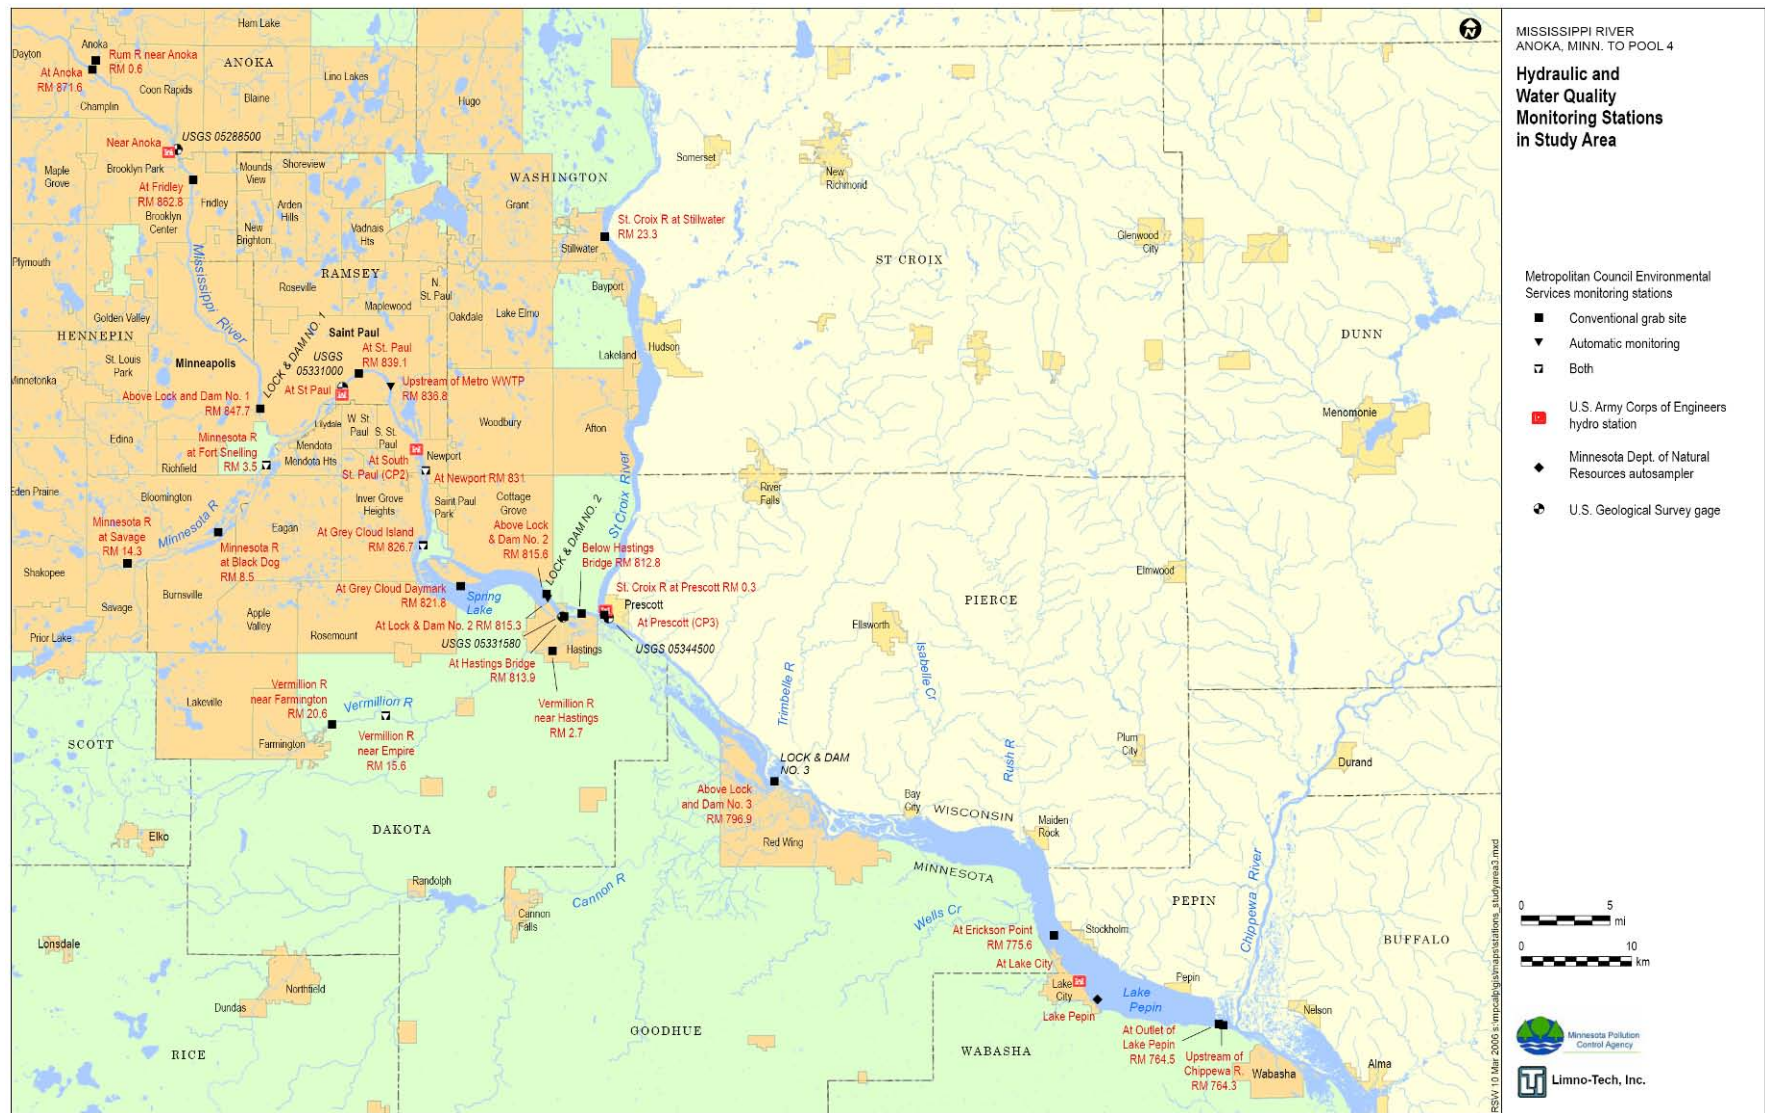 MISSISSIPPI RIVER
ANOKA, MINN. TO POOL 4
Hydraulic and
Water Quality
Monitoring Stations
in Study Area
Metropolitan Council Environmental
Services monitoring stations
Conventional grab site
Automatic monitoring
Both
U.S. Army Corps of Engineers
hydro station
Minnesota Dept. of Natural
Resources autosampler
U.S. Geological Survey gage
0 5
mi
0 10
km
Minnesota Pollution
Control Agency
Limno-Tech, Inc.
RSW 10 Mar 2006 s:\mpcalp\gis\maps\stations_studyarea3.mxd
N
Ham Lake
Dayton
Anoka
Rum R near Anoka
RM 0.6
ANOKA
At Anoka
RM 871.6
Lino Lakes
Coon Rapids
Blaine
Hugo
Champlin
USGS 05288500
Near Anoka
Maple
Grove
Brooklyn Park
Mounds
View
Shoreview
WASHINGTON
Somerset
New
Richmond
At Fridley
RM 862.8
Fridley
Arden
Hills
Grant
Brooklyn
Center
New
Brighton
Vadnais
Hts
St. Croix R at Stillwater
RM 23.3
Stillwater
Glenwood
City
Plymouth
Mississippi River
RAMSEY
ST CROIX
Roseville
N.
St. Paul
Maplewood
Bayport
Oakdale
Lake Elmo
Golden Valley
HENNEPIN
Saint Paul
LOCK & DAM NO. 1
At St. Paul
RM 839.1
USGS
05331000
Lakeland
Hudson
DUNN
St. Louis
Park
Minneapolis
Minnetonka
At St Paul
Upstream of Metro WWTP
RM 836.8
Above Lock and Dam No. 1
RM 847.7
Lilydale
W. St.
Paul
S. St.
Paul
Woodbury
Afton
Menomonie
Edina
Minnesota R
at Fort Snelling
RM 3.5
Mendota
Mendota Hts
Richfield
Newport
At South
St. Paul (CP2)
At Newport RM 831
St Croix River
River
Falls
Eden Prairie
Bloomington
Inver Grove
Heights
Saint Paul
Park
Cottage
Grove
Minnesota R
Minnesota R
at Savage
RM 14.3
Eagan
At Grey Cloud Island
RM 826.7
Above Lock
& Dam No. 2
RM 815.6
LOCK & DAM NO. 2
Below Hastings
Bridge RM 812.8
Minnesota R
at Black Dog
RM 8.5
Shakopee
Elmwood
Burnsville
Savage
At Grey Cloud Daymark
RM 821.8
Spring
Lake
St. Croix R at Prescott RM 0.3
Prescott
At Prescott (CP3)
PIERCE
Apple
Valley
Rosemount
At Lock & Dam No. 2 RM 815.3
USGS 05331580
Ellsworth
Prior Lake
Hastings
USGS 05344500
At Hastings Bridge
RM 813.9
Isabelle Cr
Trimbelle R
Vermillion R
near Farmington
RM 20.6
Vermillion R
Lakeville
Vermillion R
near Hastings
RM 2.7
SCOTT
Farmington
Vermillion R
near Empire
RM 15.6
Rush R
Plum
City
LOCK & DAM
NO. 3
Durand
Above Lock
and Dam No. 3
RM 796.9
Bay
City
WISCONSIN
Maiden
Rock
DAKOTA
Elko
Red Wing
MINNESOTA
Randolph
Cannon R
Cannon
Falls
Wells Cr
PEPIN
Chippewa River
At Erickson Point
RM 775.6
Stockholm
BUFFALO
Lonsdale
At Lake City
Pepin
Northfield
Dundas
Lake
City
Lake
Pepin
Lake Pepin
Nelson
GOODHUE
At Outlet of
Lake Pepin
RM 764.5
RICE
WABASHA
Upstream of
Chippewa R.
RM 764.3
Wabasha
Alma